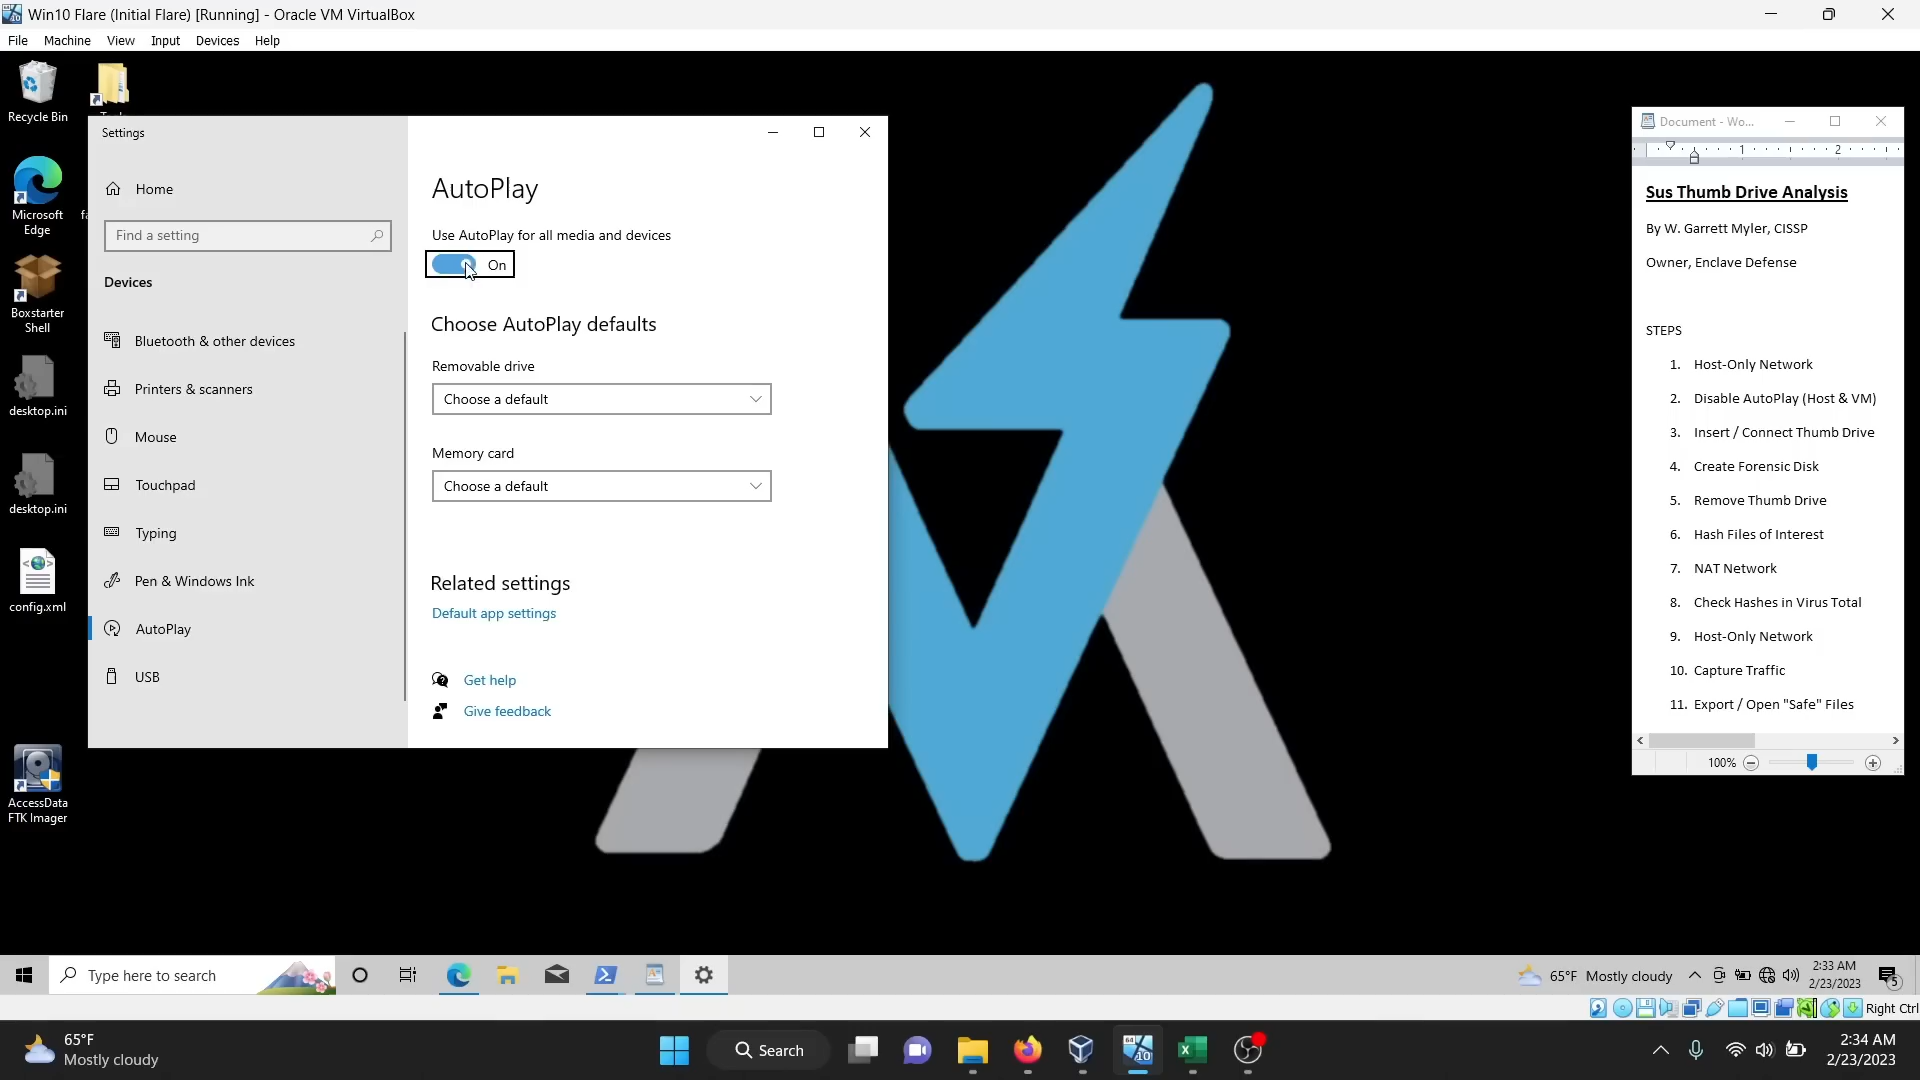 Win10 Flare (Initial Flare) [Running] - Oracle VM VirtualBox
File Machine View Input Devices Help
Recycle Bin
Microsoft
Edge
Boxstarter
Shell
desktop.ini
desktop.ini
config.xml
AccessData
FTK Imager
Settings
Home
Find a setting
Devices
Bluetooth & other devices
Printers & scanners
Mouse
Touchpad
Typing
Pen & Windows Ink
AutoPlay
USB
AutoPlay
Use AutoPlay for all media and devices
On
Choose AutoPlay defaults
Removable drive
Choose a default
Memory card
Choose a default
Related settings
Default app settings
Get help
Give feedback
Document - Wo...
1 2
Sus Thumb Drive Analysis
By W. Garrett Myler, CISSP
Owner, Enclave Defense
STEPS
1. Host-Only Network
2. Disable AutoPlay (Host & VM)
3. Insert / Connect Thumb Drive
4. Create Forensic Disk
5. Remove Thumb Drive
6. Hash Files of Interest
7. NAT Network
8. Check Hashes in Virus Total
9. Host-Only Network
10. Capture Traffic
11. Export / Open "Safe" Files
100%
Type here to search
65°F Mostly cloudy
2:33 AM
2/23/2023
5
Right Ctrl
65°F
Mostly cloudy
Search
64
10
2:34 AM
2/23/2023